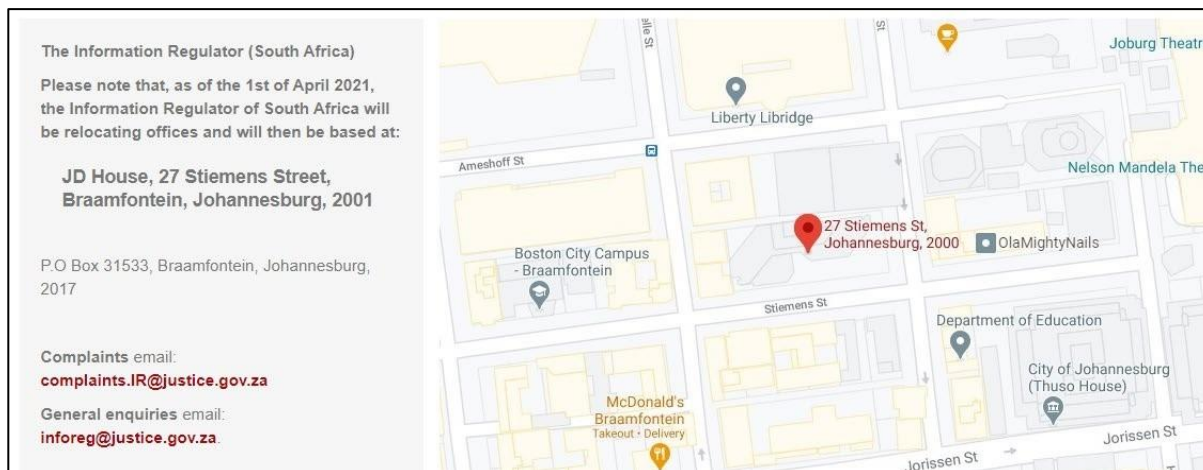 The Information Regulator (South Africa)
Please note that, as of the 1st of April 2021,
the Information Regulator of South Africa will
be relocating offices and will then be based at:
JD House, 27 Stiemens Street,
Braamfontein, Johannesburg, 2001
P.O Box 31533, Braamfontein, Johannesburg,
2017
Complaints email:
complaints.IR@justice.gov.za
General enquiries email:
inforeg@justice.gov.za.
elle St
St
Joburg Theatr
Liberty Libridge
Ameshoff St
Nelson Mandela The
27 Stiemens St,
Johannesburg, 2000
OlaMightyNails
Boston City Campus
- Braamfontein
Stiemens St
Department of Education
City of Johannesburg
(Thuso House)
McDonald's
Braamfontein
Takeout • Delivery
Jorissen St
Jorissen St